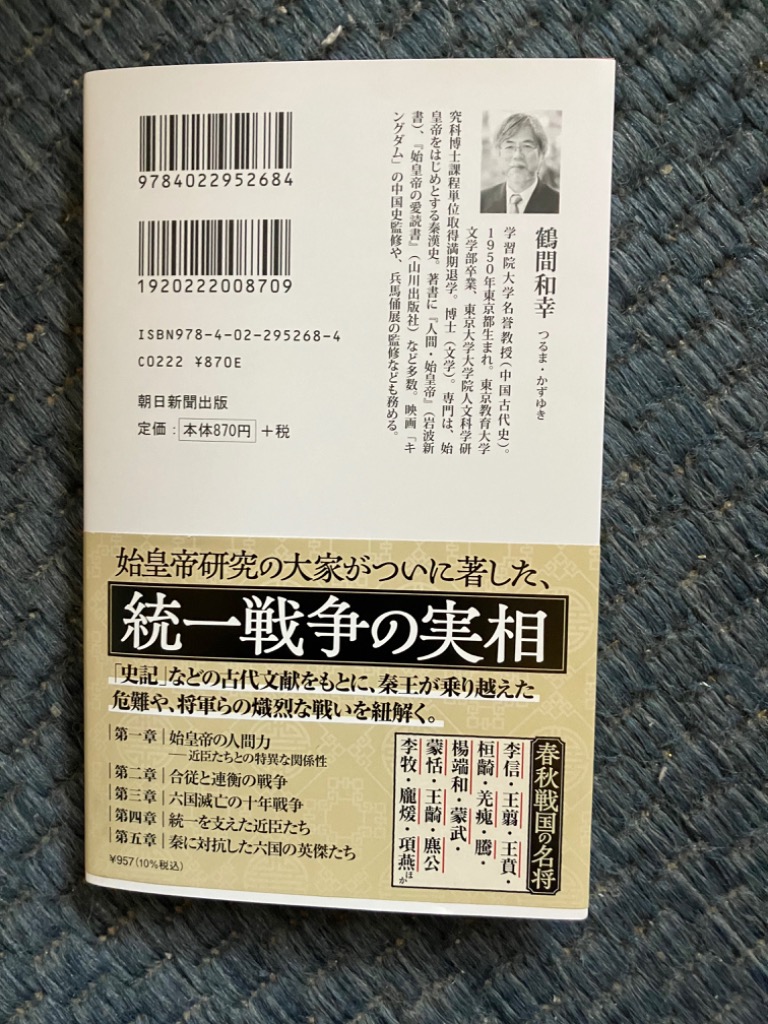 9784022952684
1920222008709
ISBN978-4-02-295268-4
C0222 ¥870E
朝日新聞出版
定価：本体870円＋税
鶴間和幸 つるま・かずゆき
学習院大学名誉教授（中国古代史）。
1950年東京都生まれ。東京教育大学
文学部卒業、東京大学大学院人文科学研
究科博士課程単位取得満期退学。博士（文学）。専門は、始
皇帝をはじめとする秦漢史。著書に『人間・始皇帝』（岩波新
書）、『始皇帝の愛読書』（山川出版社）など多数。映画「キ
ングダム」の中国史監修や、兵馬俑展の監修なども務める。
始皇帝研究の大家がついに著した、
統一戦争の実相
「史記」などの古代文献をもとに、秦王が乗り越えた
危難や、将軍らの熾烈な戦いを紐解く。
第一章 始皇帝の人間力
――近臣たちとの特異な関係性
第二章 合従と連衡の戦争
第三章 六国滅亡の十年戦争
第四章 統一を支えた近臣たち
第五章 秦に対抗した六国の英傑たち
¥957(10%税込)
春秋戦国の名将
李信・王翦・王賁・
桓齮・羌瘣・騰・
楊端和・蒙武・
蒙恬・王齮・麃公
李牧・龐煖・項燕ほか